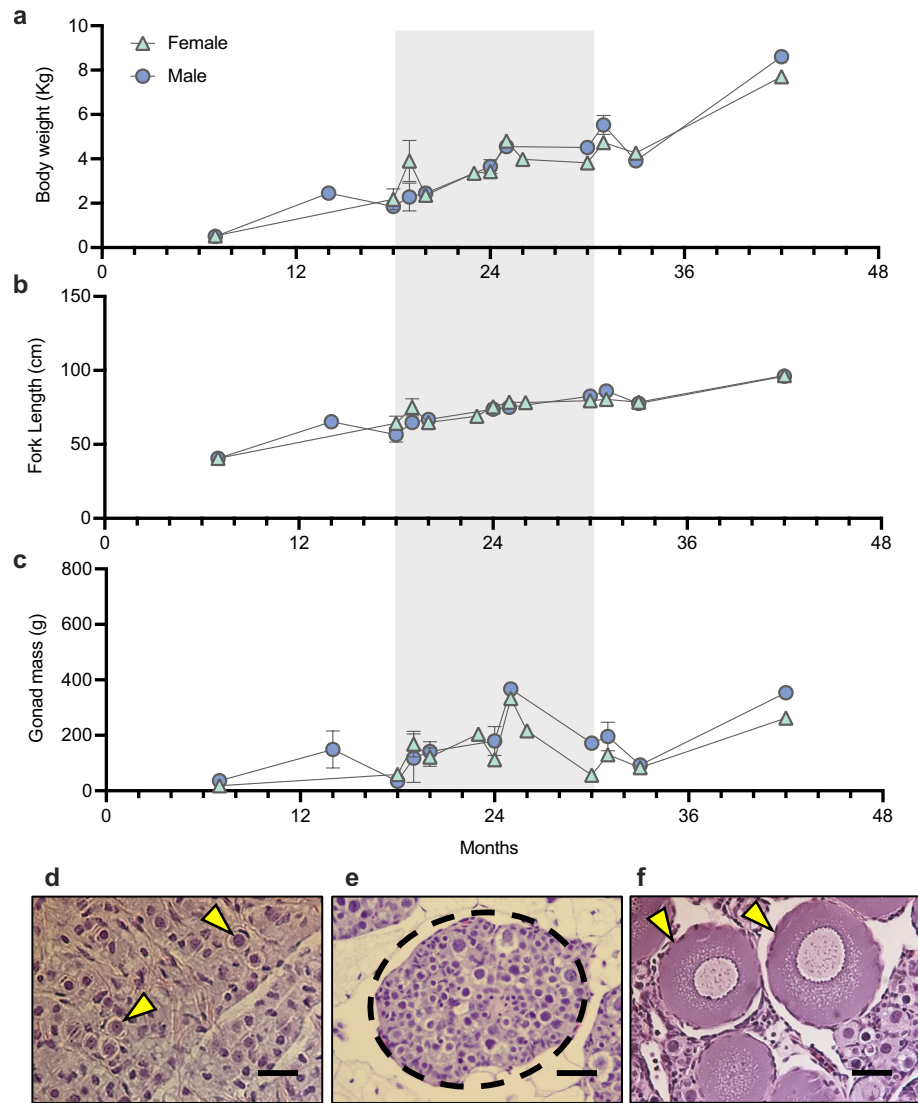 a
Female
Male
Body weight (Kg)
10
8
6
4
2
0
0 12 24 36 48
b
Fork Length (cm)
150
100
50
0
0 12 24 36 48
c
Gonad mass (g)
800
600
400
200
0
0 12 24 36 48
Months
d e f